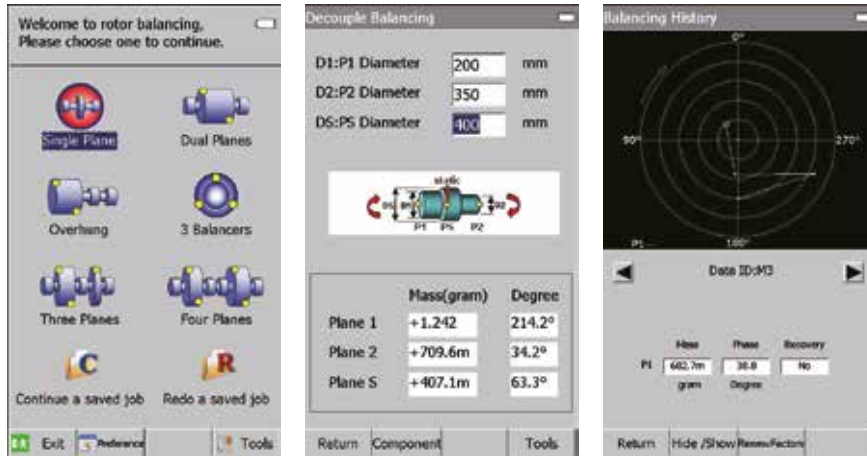 Welcome to rotor balancing,
Please choose one to continue.
Single Plane
Dual Planes
Overhung
3 Balancers
Three Planes
Four Planes
C
R
Continue a saved job
Redo a saved job
Exit
Preference
Tools
Decouple Balancing
D1:P1 Diameter 200 mm
D2:P2 Diameter 350 mm
DS:PS Diameter 400 mm
static
DS
D2
P1 PS P2
Mass(gram) Degree
Plane 1 +1.242 214.2°
Plane 2 +709.6m 34.2°
Plane S +407.1m 63.3°
Return Component Tools
Balancing History
0°
90°
270°
180°
P1
Data ID:M3
Mass Phase Recovery
P1 682.7m 38.8 No
gram Degree
Return Hide /Show